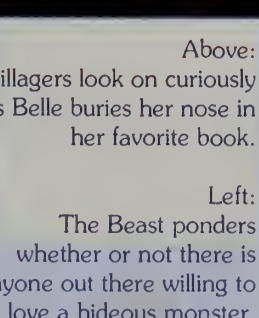 Above:
illagers look on curiously
s Belle buries her nose in
her favorite book.
Left:
The Beast ponders
whether or not there is
nyone out there willing to
love a hideous monster.